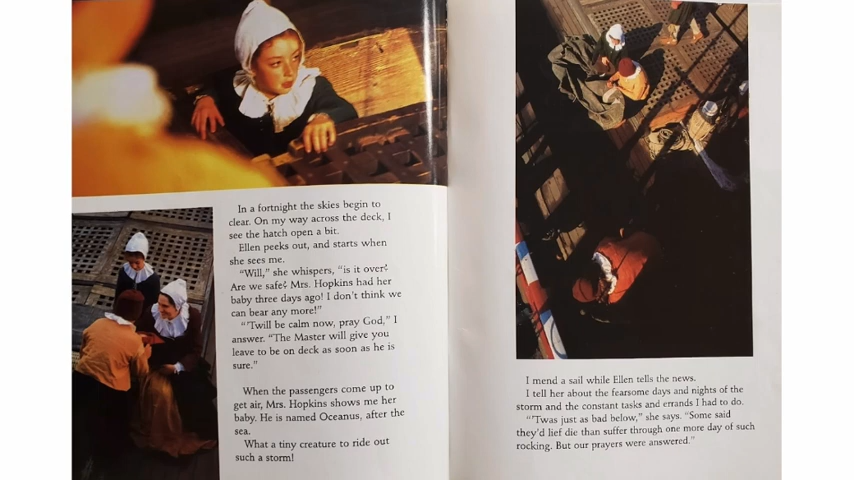 In a fortnight the skies begin to
clear. On my way across the deck, I
see the hatch open a bit.
Ellen peeks out, and starts when
she sees me.
“Will,” she whispers, “is it over?
Are we safe? Mrs. Hopkins had her
baby three days ago! I don’t think we
can bear any more!”
“’Twill be calm now, pray God,” I
answer. “The Master will give you
leave to be on deck as soon as he is
sure.”
When the passengers come up to
get air, Mrs. Hopkins shows me her
baby. He is named Oceanus, after the
sea.
What a tiny creature to ride out
such a storm!
I mend a sail while Ellen tells the news.
I tell her about the fearsome days and nights of the
storm and the constant tasks and errands I had to do.
“’Twas just as bad below,” she says. “Some said
they’d lief die than suffer through one more day of such
rocking. But our prayers were answered.”